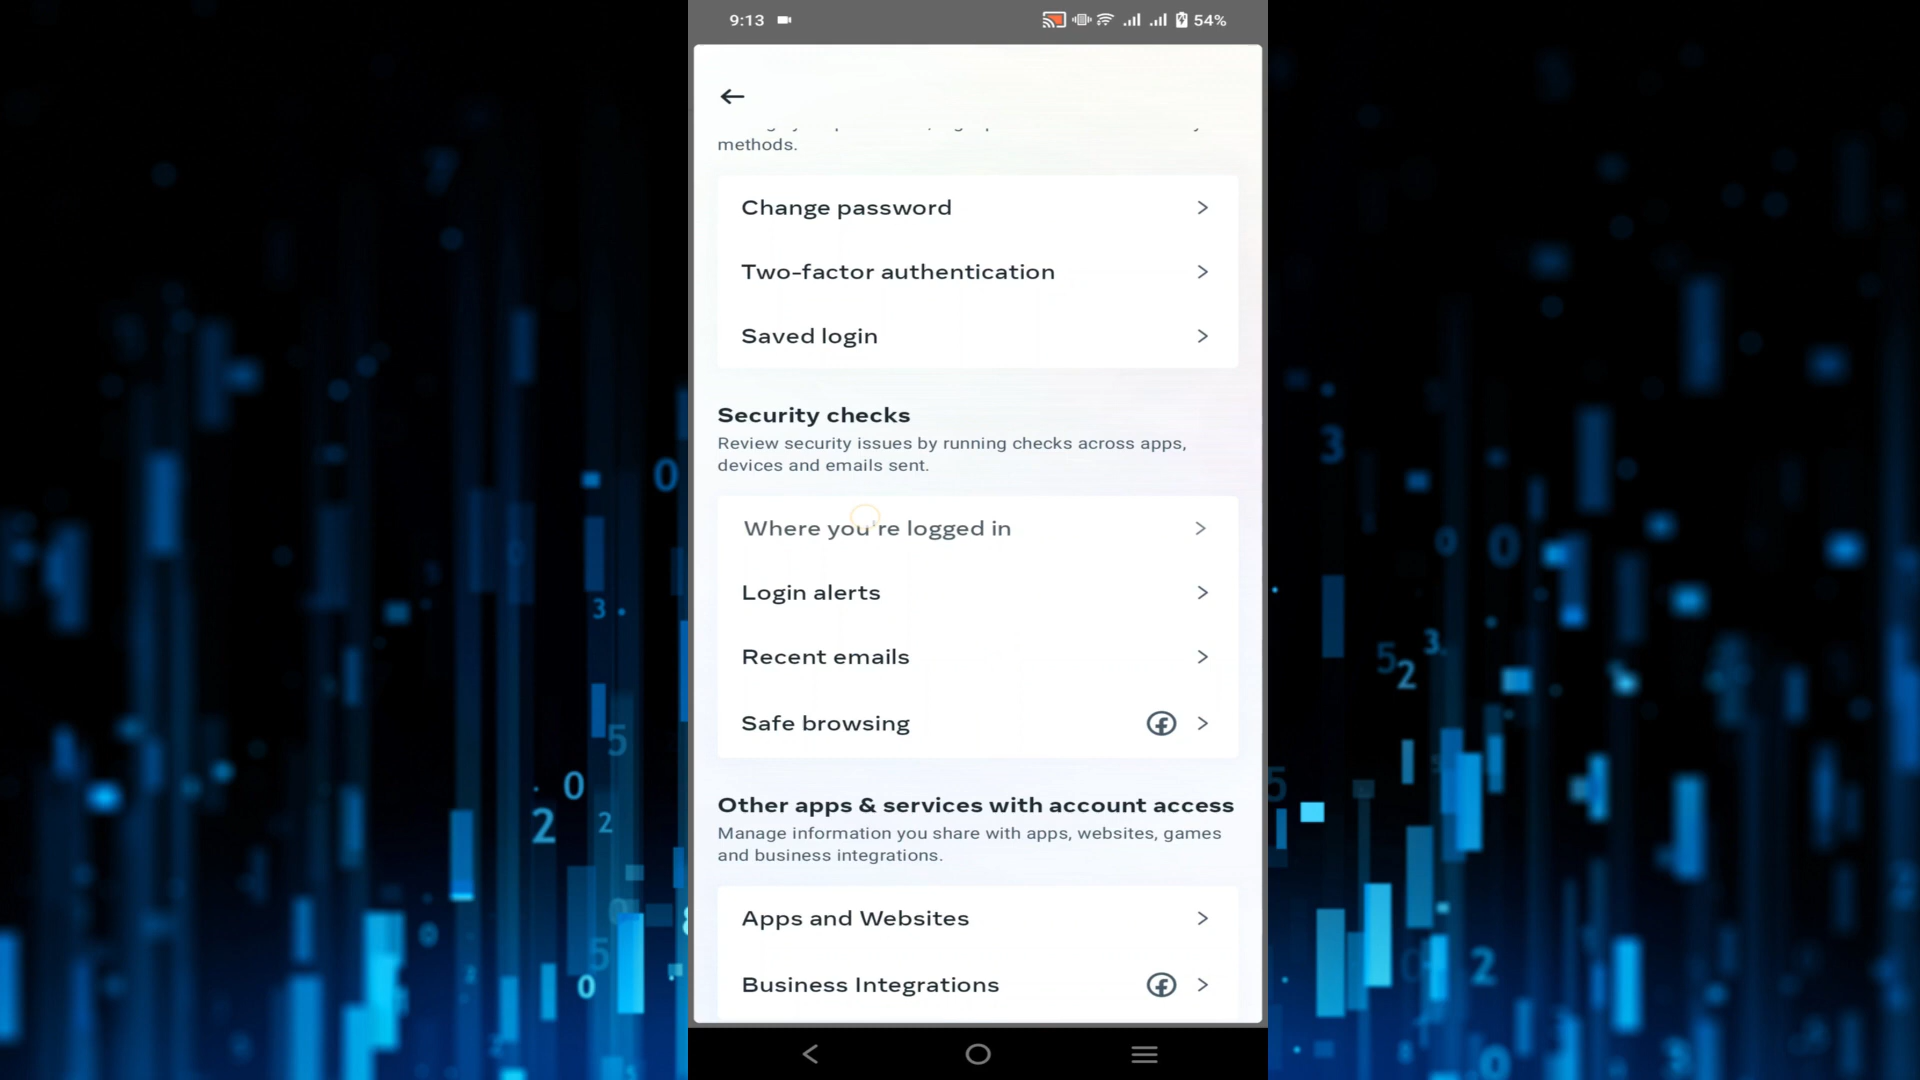 9:13
54%
methods.
Change password
Two-factor authentication
Saved login
Security checks
Review security issues by running checks across apps,
devices and emails sent.
Where you're logged in
Login alerts
Recent emails
Safe browsing
Other apps & services with account access
Manage information you share with apps, websites, games
and business integrations.
Apps and Websites
Business Integrations